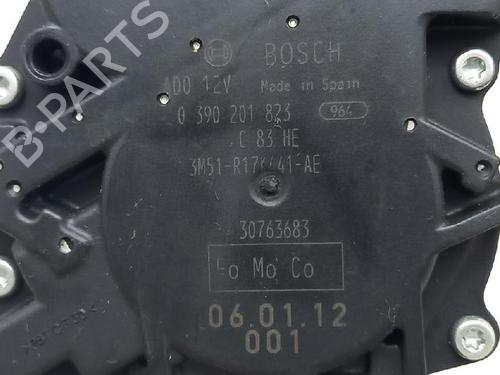 BOSCH
ADO 12V Made in Spain
0 390 201 823 964
C 83 HE
3M51-R17K441-AE
30763683
Fo Mo Co
06.01.12
001
B-PARTS